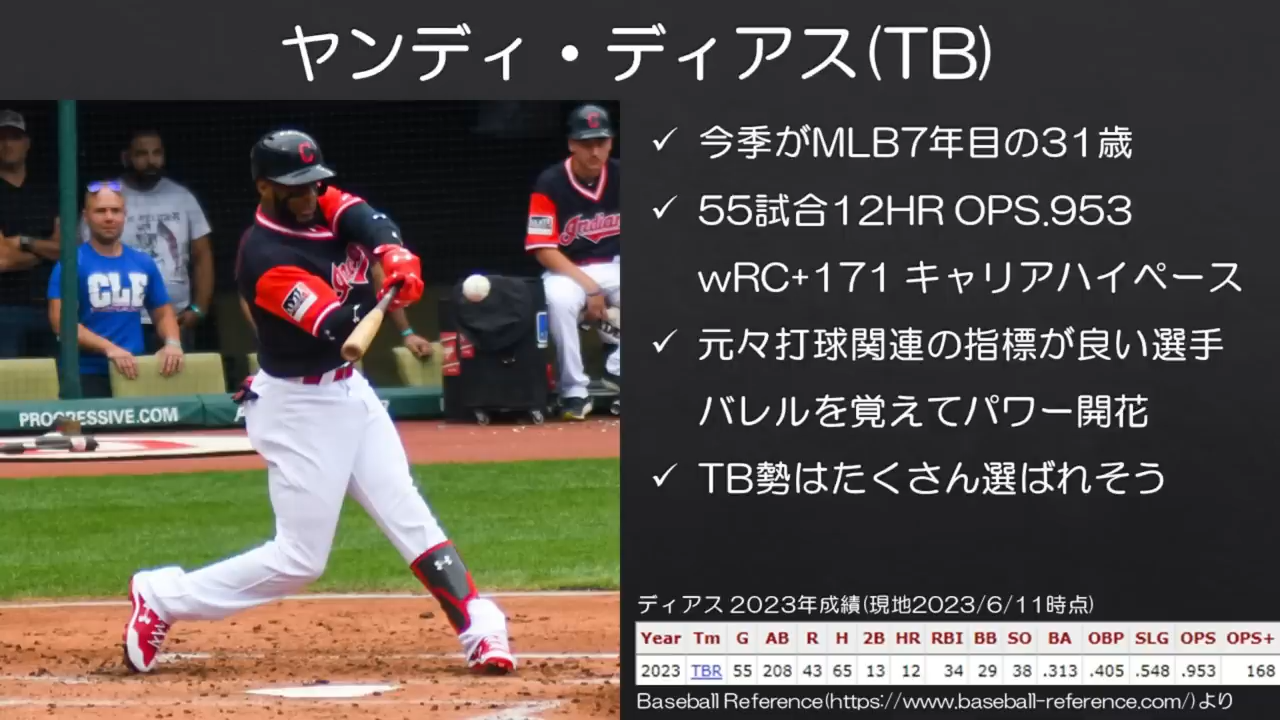 ヤンディ・ディアス(TB)
✓ 今季がMLB7年目の31歳
✓ 55試合12HR OPS.953
wRC+171 キャリアハイペース
✓ 元々打球関連の指標が良い選手
バレルを覚えてパワー開花
✓ TB勢はたくさん選ばれそう
C
C
Indians
CLE
PROGRESSIVE.COM
ディアス 2023年成績(現地2023/6/11時点)
Year Tm G AB R H 2B HR RBI BB SO BA OBP SLG OPS OPS+
2023 TBR 55 208 43 65 13 12 34 29 38 .313 .405 .548 .953 168
Baseball Reference(https://www.baseball-reference.com/)より